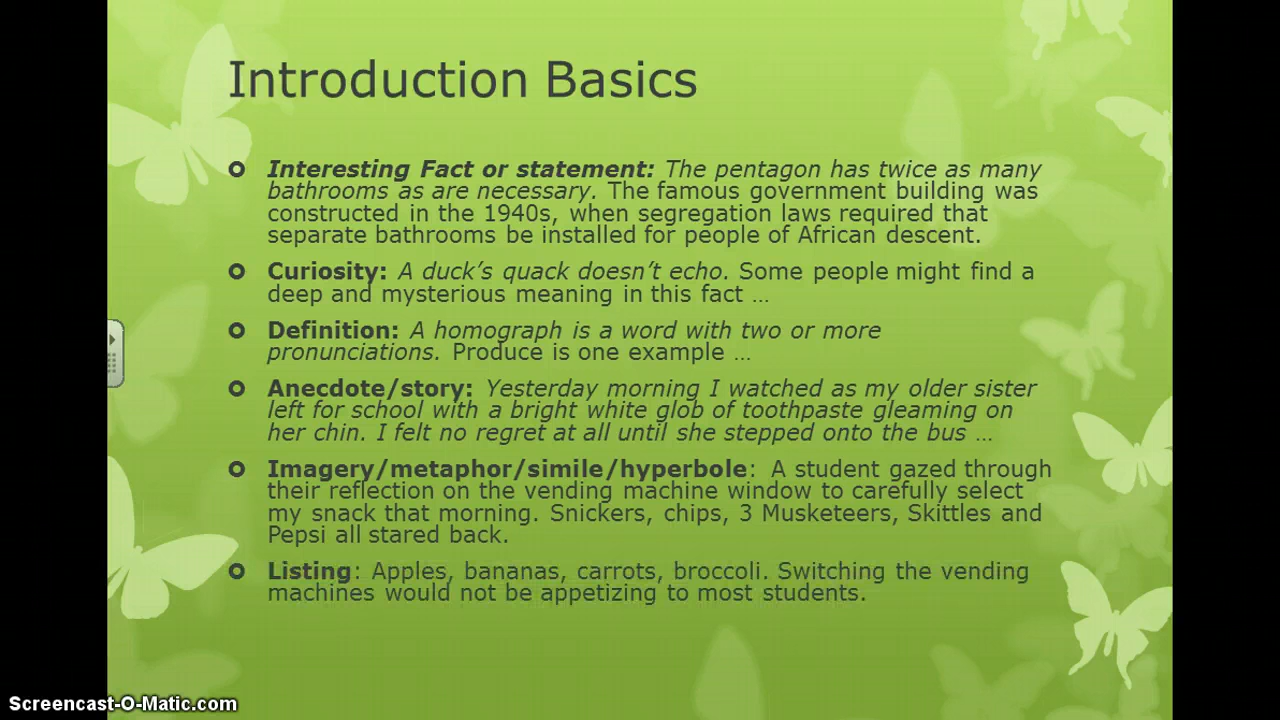 Introduction Basics
Interesting Fact or statement: The pentagon has twice as many
bathrooms as are necessary. The famous government building was
constructed in the 1940s, when segregation laws required that
separate bathrooms be installed for people of African descent.
Curiosity: A duck’s quack doesn’t echo. Some people might find a
deep and mysterious meaning in this fact …
Definition: A homograph is a word with two or more
pronunciations. Produce is one example …
Anecdote/story: Yesterday morning I watched as my older sister
left for school with a bright white glob of toothpaste gleaming on
her chin. I felt no regret at all until she stepped onto the bus …
Imagery/metaphor/simile/hyperbole: A student gazed through
their reflection on the vending machine window to carefully select
my snack that morning. Snickers, chips, 3 Musketeers, Skittles and
Pepsi all stared back.
Listing: Apples, bananas, carrots, broccoli. Switching the vending
machines would not be appetizing to most students.
Screencast-O-Matic.com